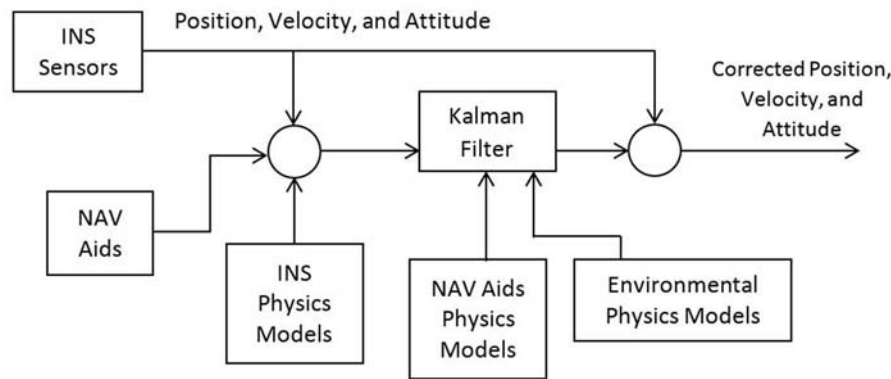 INS
Sensors
Position, Velocity, and Attitude
Corrected Position,
Velocity, and
Attitude
Kalman
Filter
NAV
Aids
INS
Physics
Models
NAV Aids
Physics
Models
Environmental
Physics Models